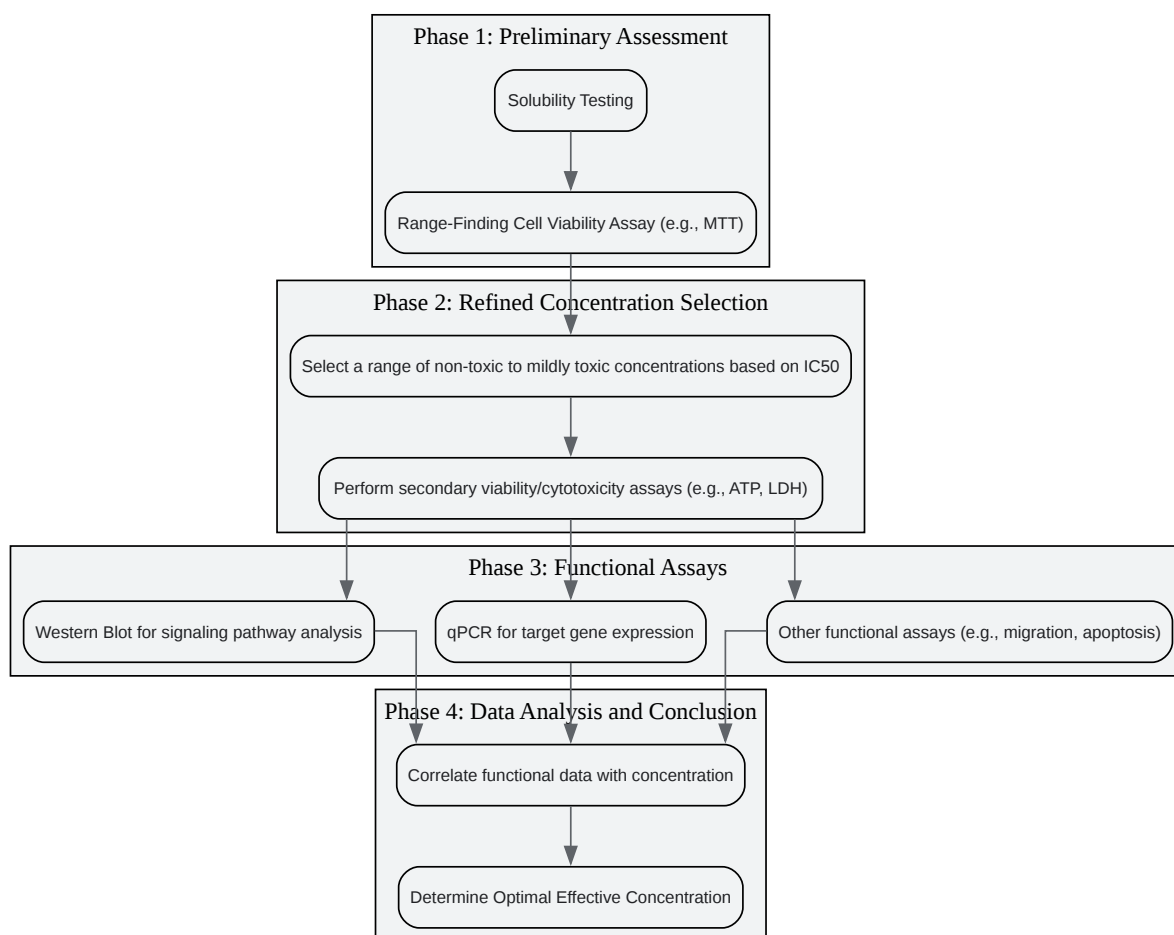 Phase 1: Preliminary Assessment
Solubility Testing
Range-Finding Cell Viability Assay (e.g., MTT)
Phase 2: Refined Concentration Selection
Select a range of non-toxic to mildly toxic concentrations based on IC50
Perform secondary viability/cytotoxicity assays (e.g., ATP, LDH)
Phase 3: Functional Assays
Western Blot for signaling pathway analysis
qPCR for target gene expression
Other functional assays (e.g., migration, apoptosis)
Phase 4: Data Analysis and Conclusion
Correlate functional data with concentration
Determine Optimal Effective Concentration